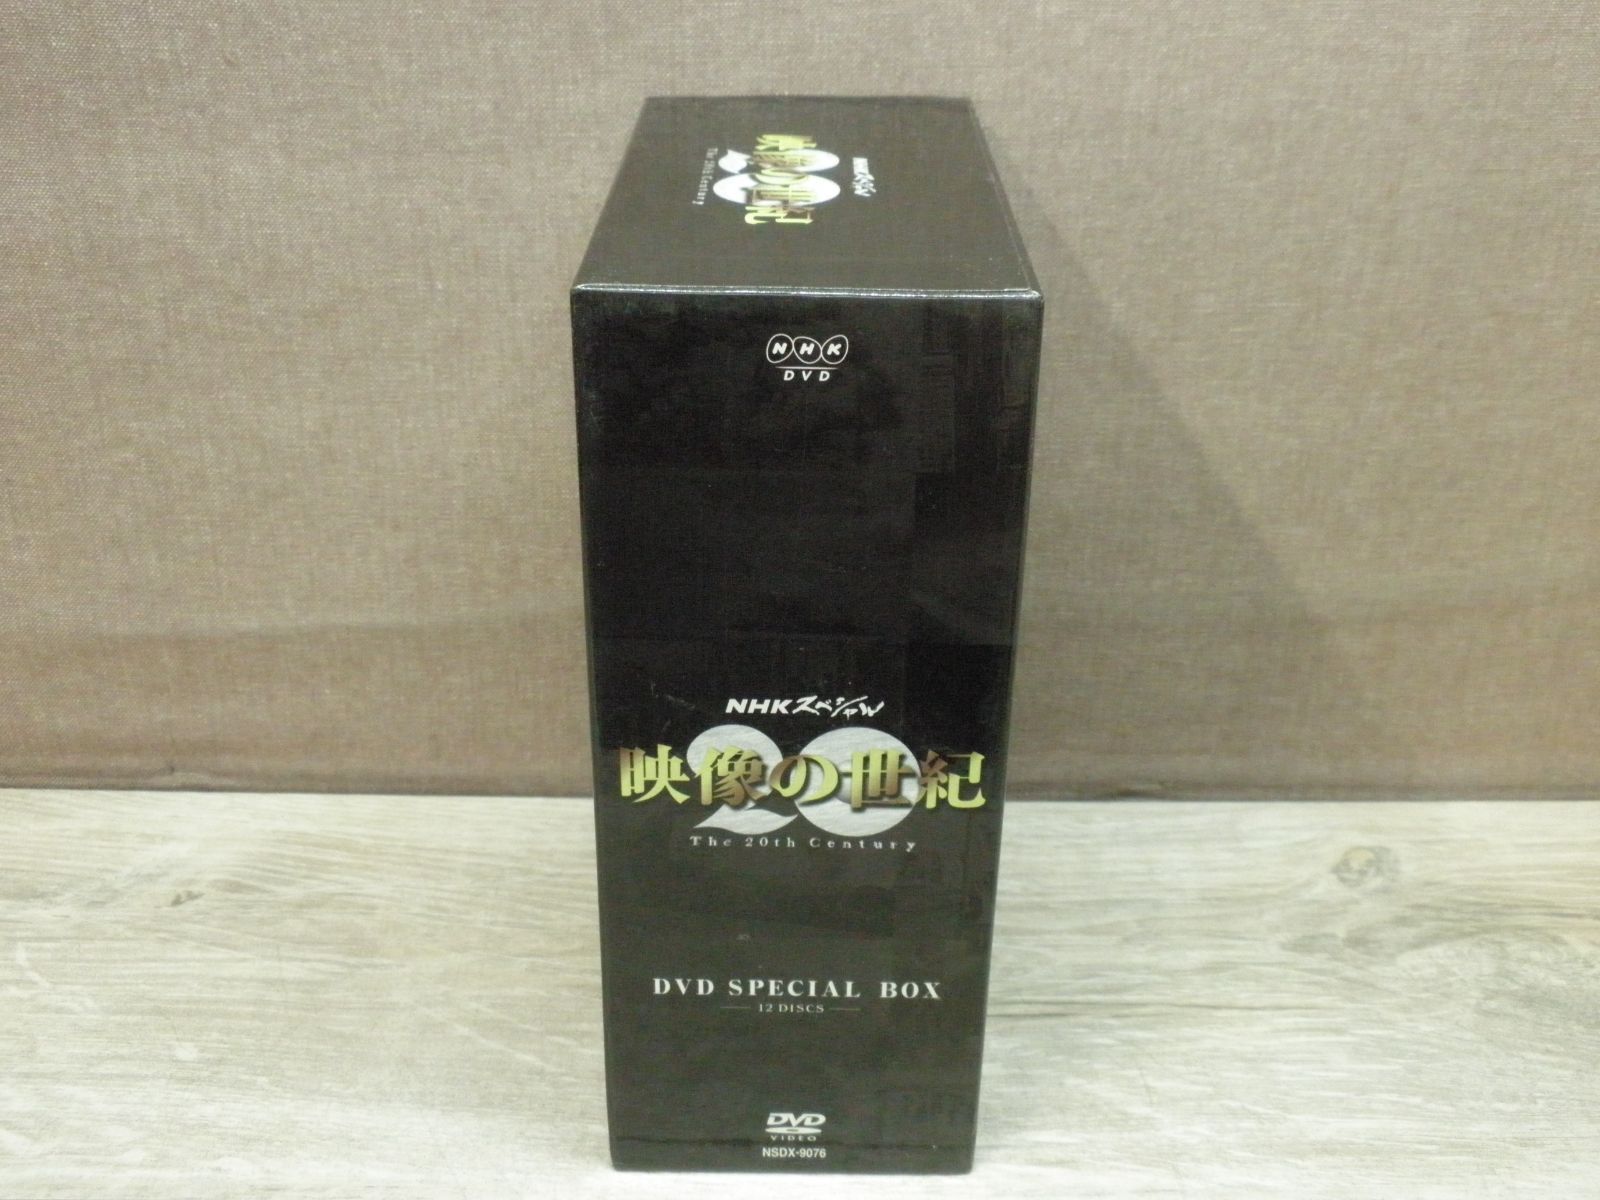 NHKスペシャル
映像の世紀
20
The 20th Century
NHK
DVD
NHKスペシャル
20
映像の世紀
The 20th Century
DVD SPECIAL BOX
12 DISCS
DVD
VIDEO
NSDX-9076